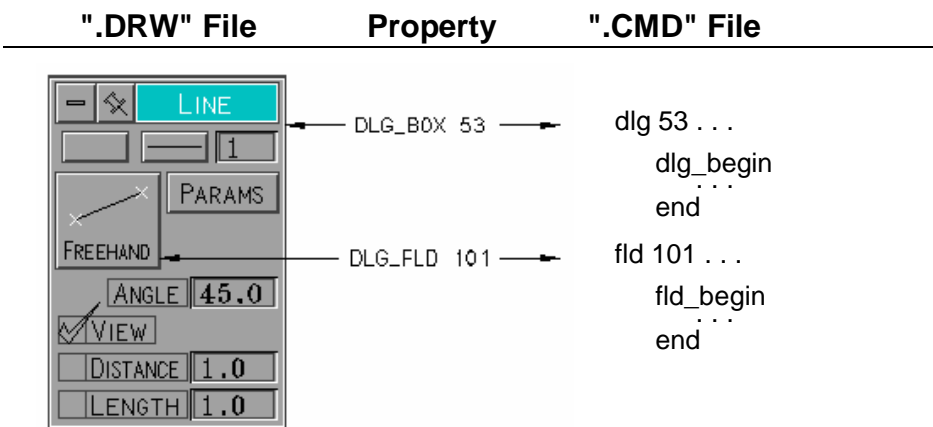 ".DRW" File Property ".CMD" File
LINE
1
PARAMS
FREEHAND
ANGLE 45.0
VIEW
DISTANCE 1.0
LENGTH 1.0
DLG_BOX 53
DLG_FLD 101
dlg 53 . . .
dlg_begin
. . .
end
fld 101 . . .
fld_begin
. . .
end